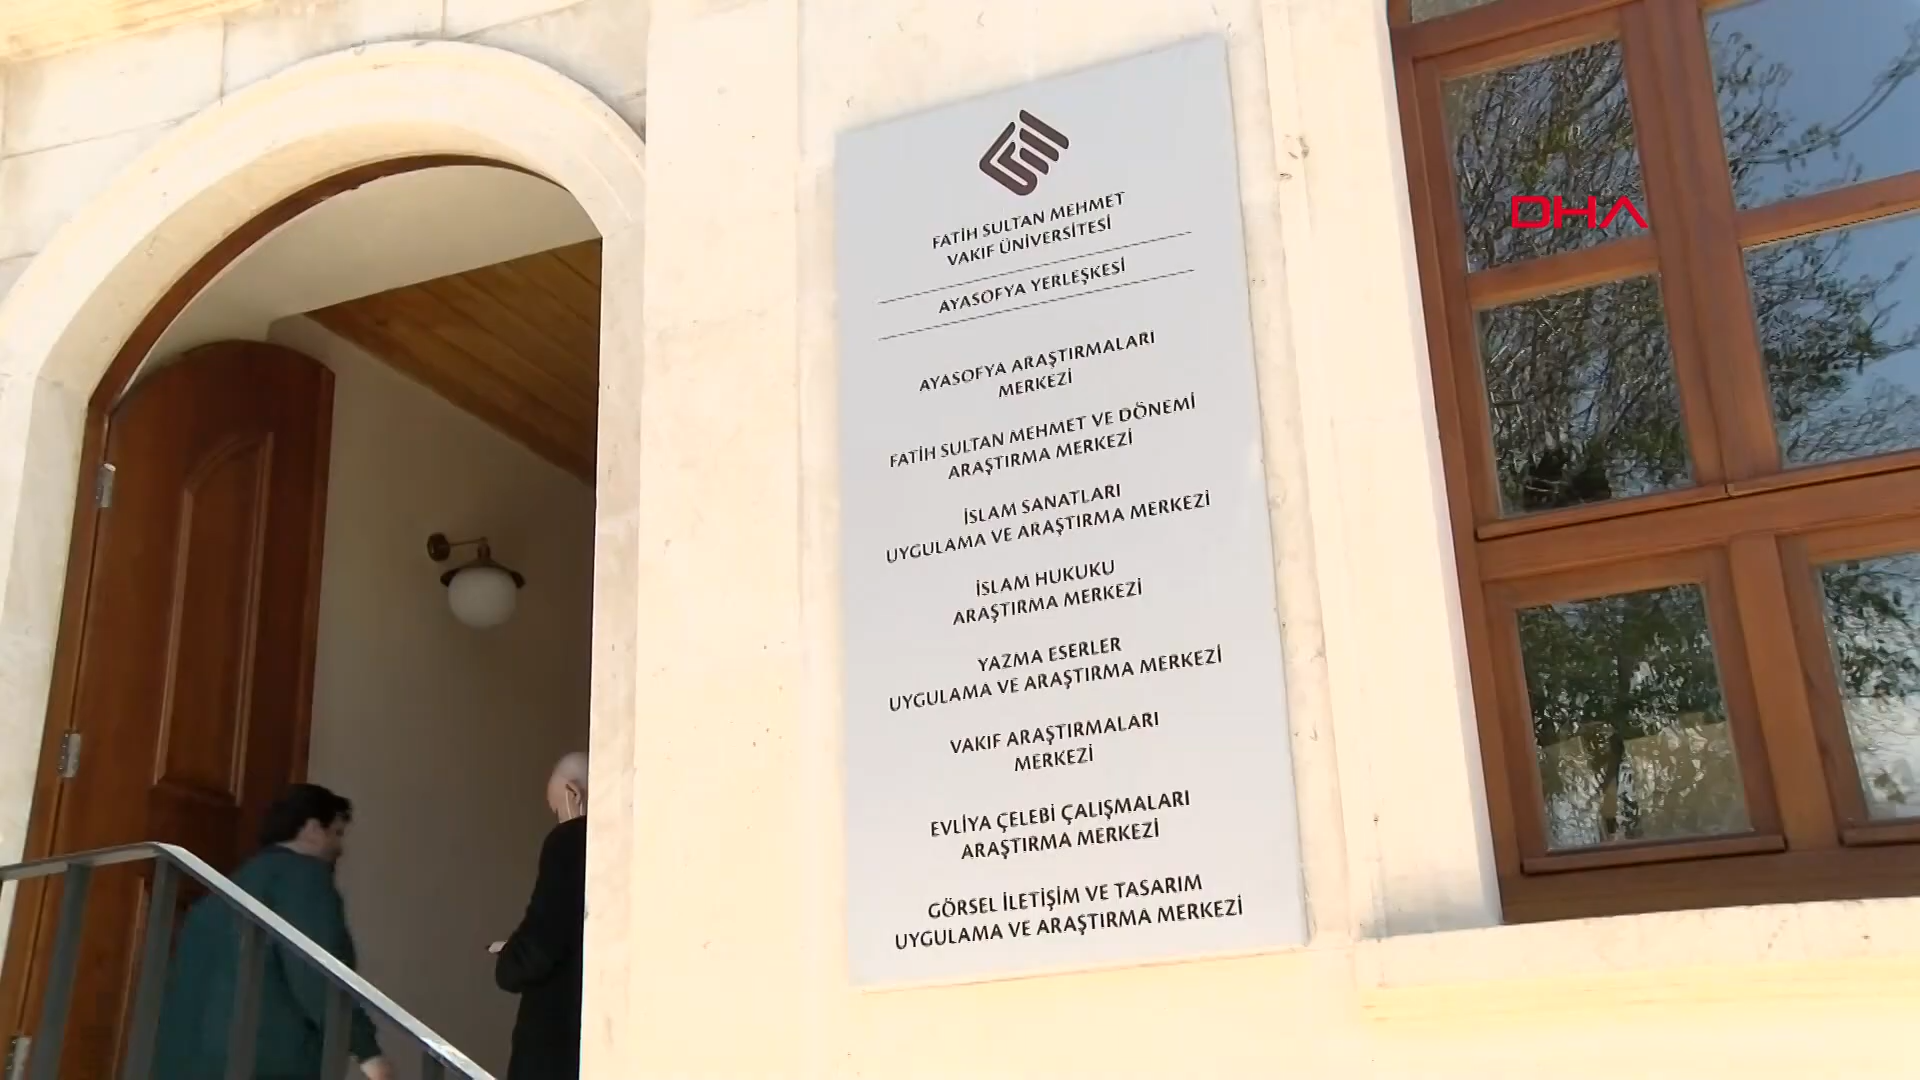 FATİH SULTAN MEHMET
VAKIF ÜNİVERSİTESİ
AYASOFYA YERLEŞKESİ
AYASOFYA ARAŞTIRMALARI
MERKEZİ
FATİH SULTAN MEHMET VE DÖNEMİ
ARAŞTIRMA MERKEZİ
İSLAM SANATLARI
UYGULAMA VE ARAŞTIRMA MERKEZİ
İSLAM HUKUKU
ARAŞTIRMA MERKEZİ
YAZMA ESERLER
UYGULAMA VE ARAŞTIRMA MERKEZİ
VAKIF ARAŞTIRMALARI
MERKEZİ
EVLİYA ÇELEBİ ÇALIŞMALARI
ARAŞTIRMA MERKEZİ
GÖRSEL İLETİŞİM VE TASARIM
UYGULAMA VE ARAŞTIRMA MERKEZİ
DHA